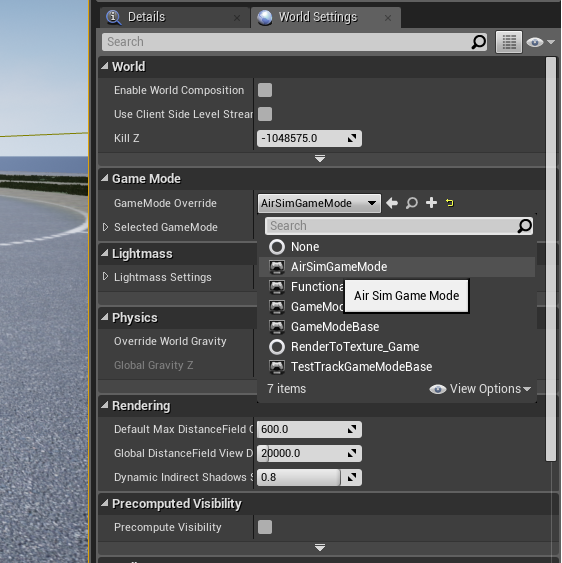 Details
World Settings
Search
World
Enable World Composition
Use Client Side Level Strear
Kill Z
-1048575.0
Game Mode
GameMode Override
AirSimGameMode
Selected GameMode
Search
None
Lightmass
AirSimGameMode
Lightmass Settings
Functiona
Air Sim Game Mode
GameMod
Physics
GameModeBase
Override World Gravity
RenderToTexture_Game
Global Gravity Z
TestTrackGameModeBase
7 items
View Options
Rendering
Default Max DistanceField
600.0
Global DistanceField View D
20000.0
Dynamic Indirect Shadows S
0.8
Precomputed Visibility
Precompute Visibility